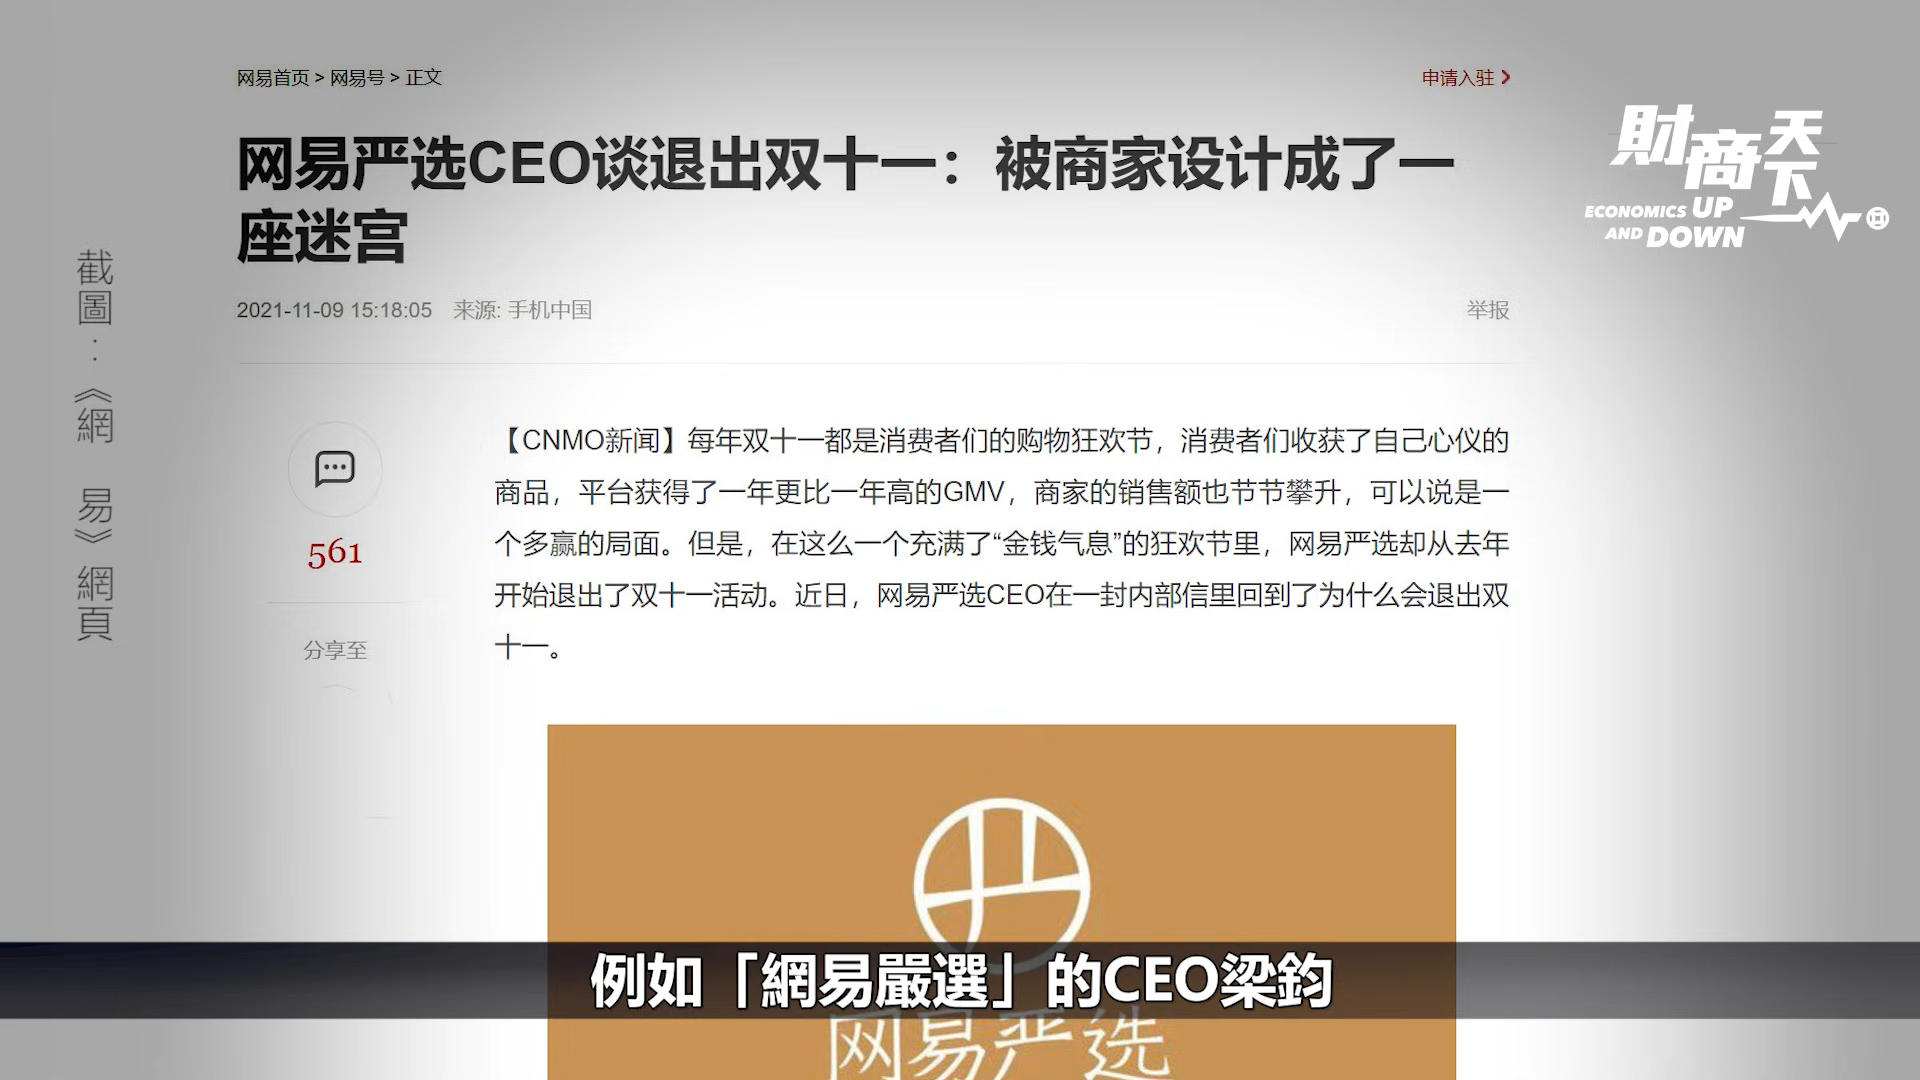 网易首页 > 网易号 > 正文
申请入驻
网易严选CEO谈退出双十一：被商家设计成了一
座迷宫
2021-11-09 15:18:05 来源: 手机中国
举报
財商天下
ECONOMICS UP
AND DOWN
截圖：《網 易》網頁
561
分享至
【CNMO新闻】每年双十一都是消费者们的购物狂欢节，消费者们收获了自己心仪的
商品，平台获得了一年更比一年高的GMV，商家的销售额也节节攀升，可以说是一
个多赢的局面。但是，在这么一个充满了“金钱气息”的狂欢节里，网易严选却从去年
开始退出了双十一活动。近日，网易严选CEO在一封内部信里回到了为什么会退出双
十一。
例如「網易嚴選」的CEO梁鈞
网易严选